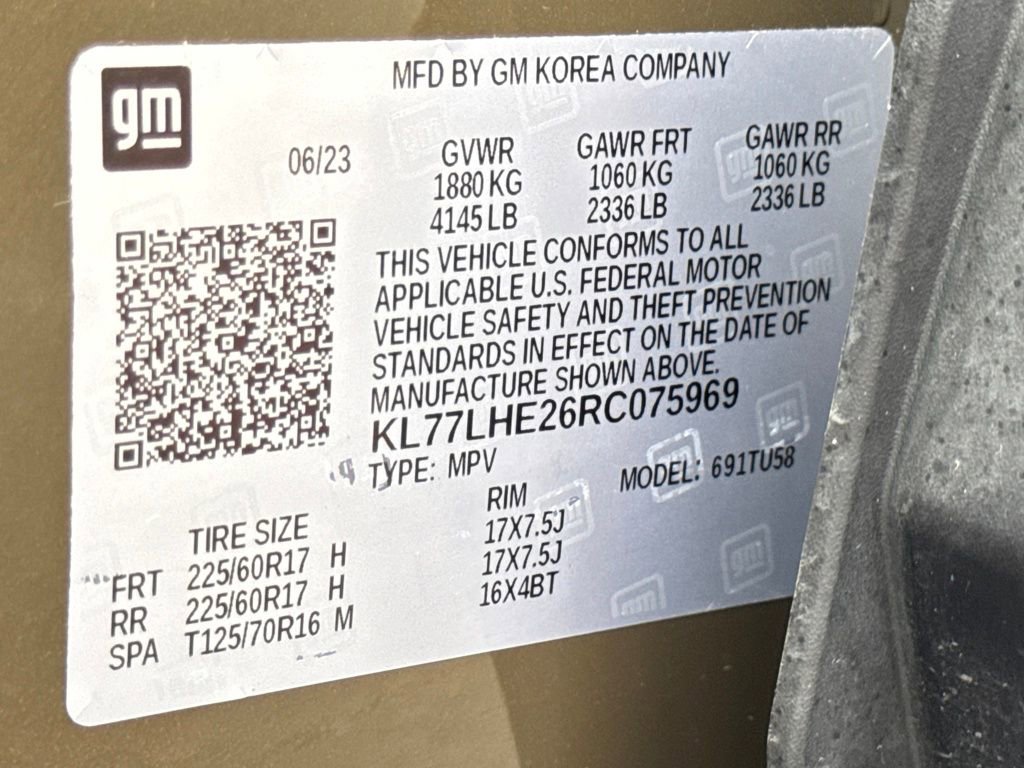 gm
MFD BY GM KOREA COMPANY
06/23 GVWR GAWR FRT GAWR RR
1880 KG 1060 KG 1060 KG
4145 LB 2336 LB 2336 LB
THIS VEHICLE CONFORMS TO ALL
APPLICABLE U.S. FEDERAL MOTOR
VEHICLE SAFETY AND THEFT PREVENTION
STANDARDS IN EFFECT ON THE DATE OF
MANUFACTURE SHOWN ABOVE.
KL77LHE26RC075969
TYPE: MPV MODEL: 691TU58
TIRE SIZE RIM
FRT 225/60R17 H 17X7.5J
RR 225/60R17 H 17X7.5J
SPA T125/70R16 M 16X4BT